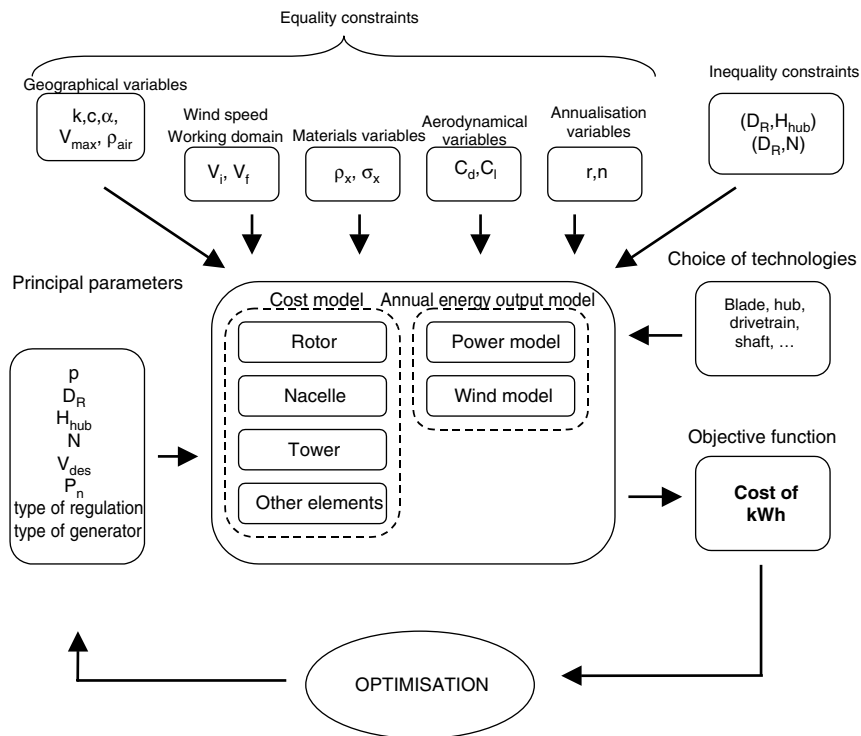 Equality constraints
Geographical variables
k,c,α,
V_max, ρ_air
Wind speed
Working domain
V_i, V_f
Materials variables
ρ_x, σ_x
Aerodynamical
variables
C_d,C_l
Annualisation
variables
r,n
Inequality constraints
(D_R,H_hub)
(D_R,N)
Choice of technologies
Blade, hub,
drivetrain,
shaft, …
Principal parameters
p
D_R
H_hub
N
V_des
P_n
type of regulation
type of generator
Cost model
Rotor
Nacelle
Tower
Other elements
Annual energy output model
Power model
Wind model
Objective function
Cost of
kWh
OPTIMISATION